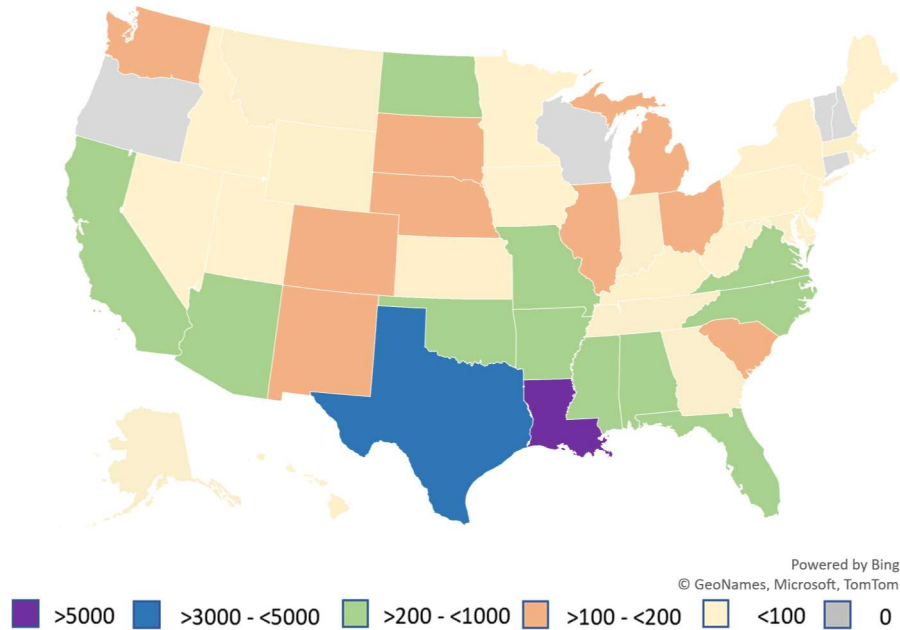 Powered by Bing
© GeoNames, Microsoft, TomTom
>5000 >3000 - <5000 >200 - <1000 >100 - <200 <100 0